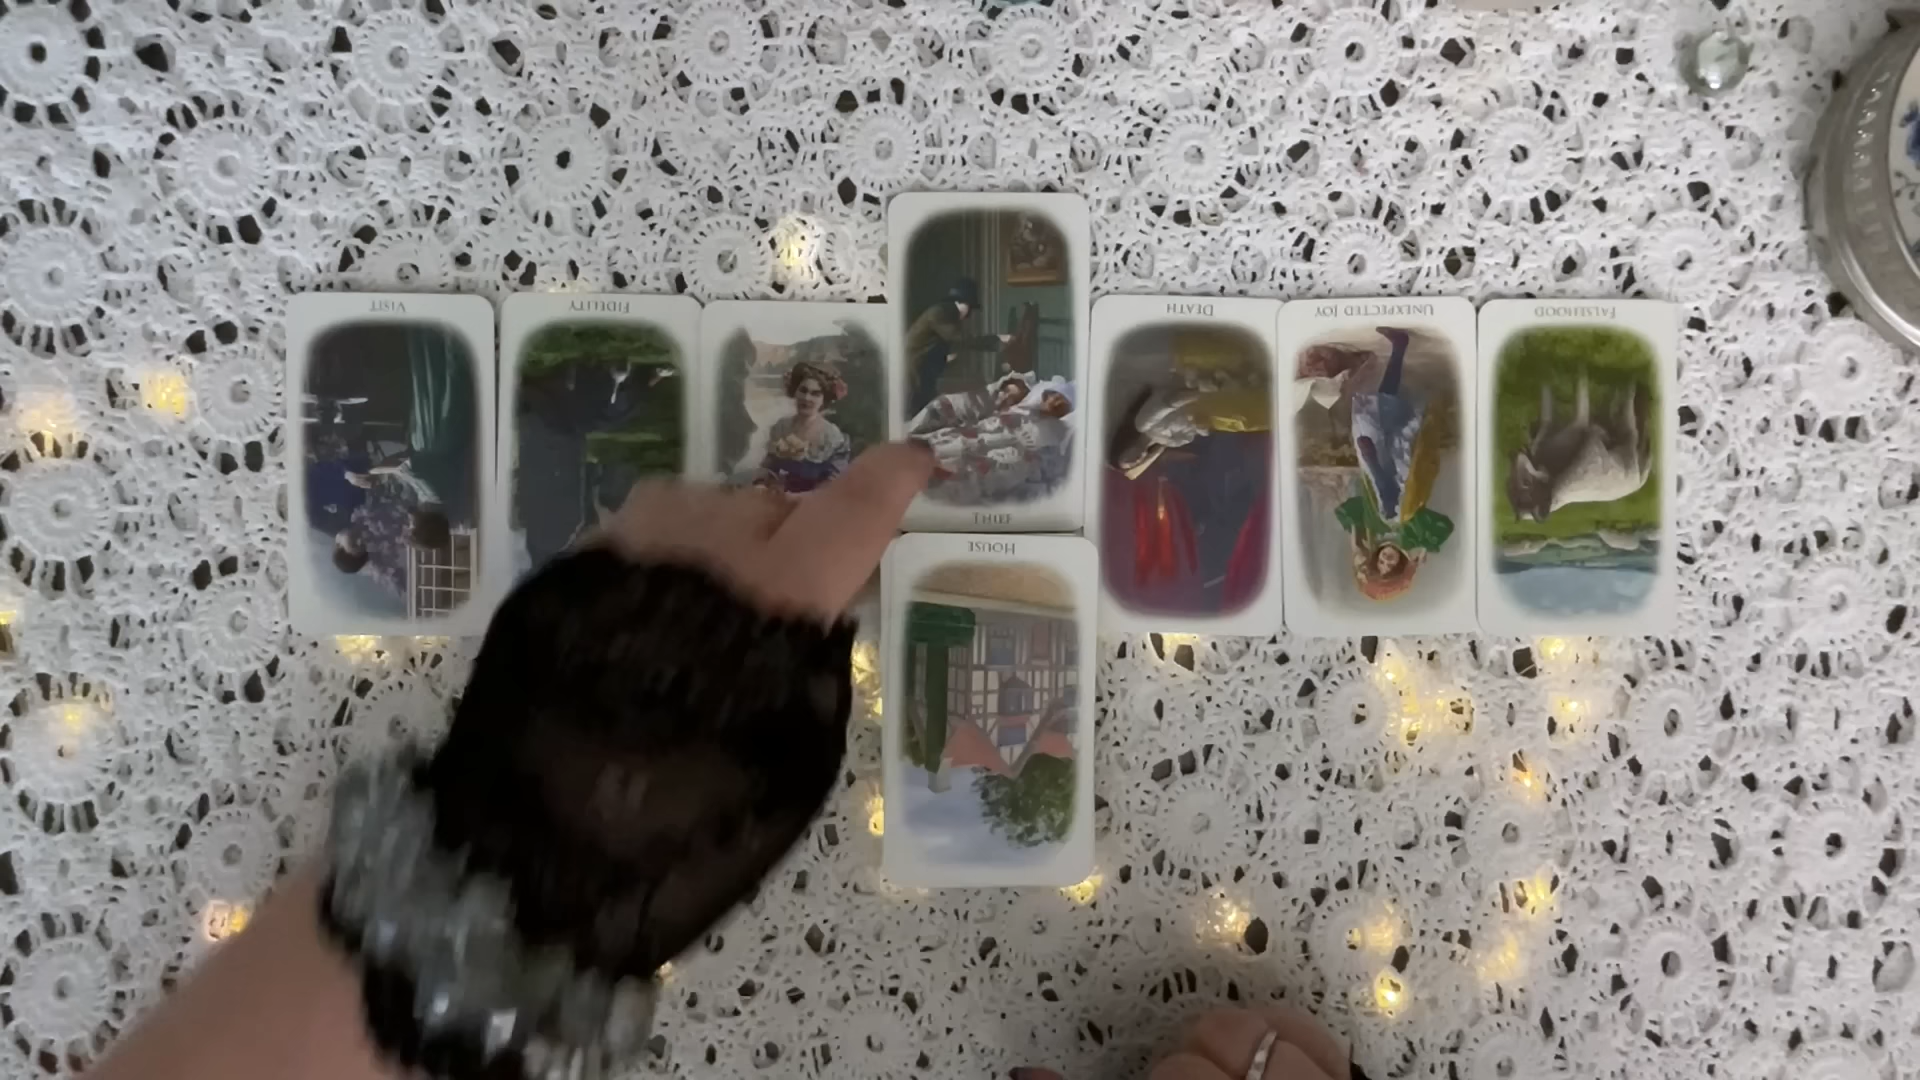 VISIT
FIDELITY
THIEF
DEATH
UNEXPECTED JOY
FALSEHOOD
HOUSE